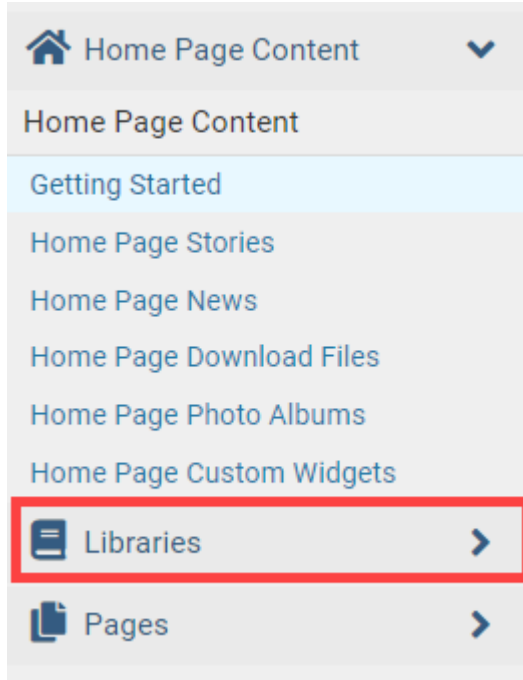 Home Page Content
Home Page Content
Getting Started
Home Page Stories
Home Page News
Home Page Download Files
Home Page Photo Albums
Home Page Custom Widgets
Libraries
Pages